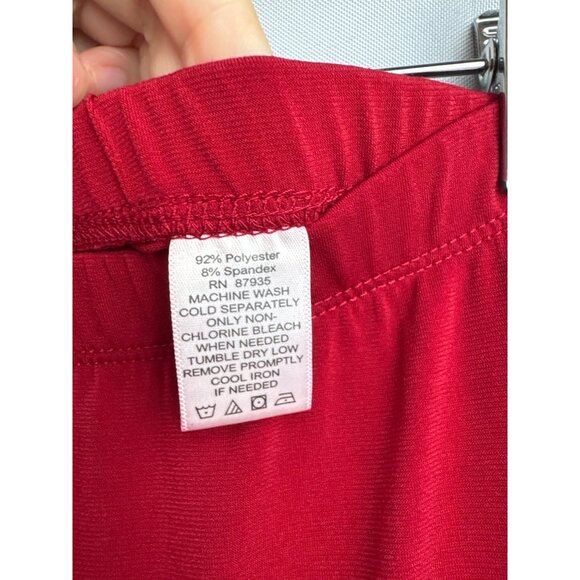 92% Polyester
8% Spandex
RN 87935
MACHINE WASH
COLD SEPARATELY
ONLY NON-
CHLORINE BLEACH
WHEN NEEDED
TUMBLE DRY LOW
REMOVE PROMPTLY
COOL IRON
IF NEEDED